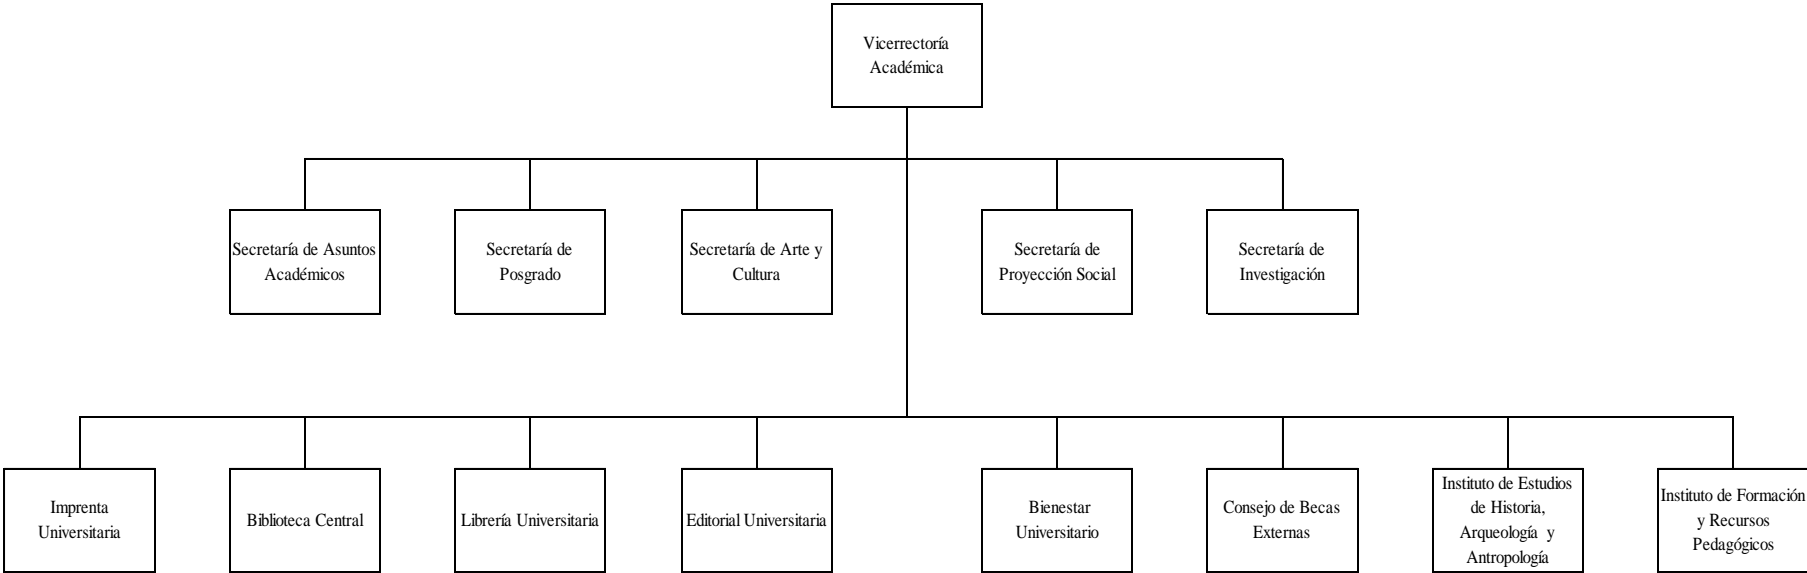 Vicerrectoría
Académica
Secretaría de Asuntos
Académicos
Secretaría de
Posgrado
Secretaría de Arte y
Cultura
Secretaría de
Proyección Social
Secretaría de
Investigación
Imprenta
Universitaria
Biblioteca Central
Librería Universitaria
Editorial Universitaria
Bienestar
Universitario
Consejo de Becas
Externas
Instituto de Estudios
de Historia,
Arqueología y
Antropología
Instituto de Formación
y Recursos
Pedagógicos